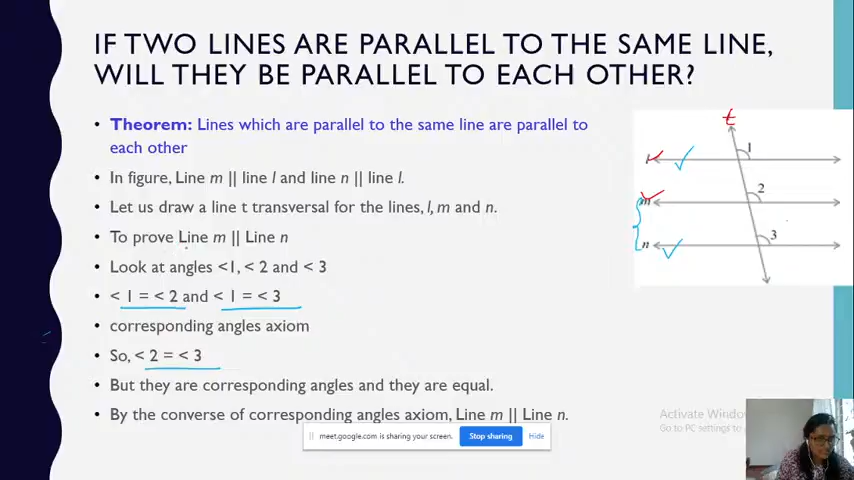 IF TWO LINES ARE PARALLEL TO THE SAME LINE,
WILL THEY BE PARALLEL TO EACH OTHER?
• Theorem: Lines which are parallel to the same line are parallel to
each other
• In figure, Line m || line l and line n || line l.
• Let us draw a line t transversal for the lines, l, m and n.
• To prove Line m || Line n
• Look at angles <1, < 2 and < 3
• < 1 = < 2 and < 1 = < 3
• corresponding angles axiom
• So, < 2 = < 3
• But they are corresponding angles and they are equal.
• By the converse of corresponding angles axiom, Line m || Line n.
t
l
1
m
2
n
3
meet.google.com is sharing your screen.
Stop sharing
Hide
Activate Window
Go to PC settings to